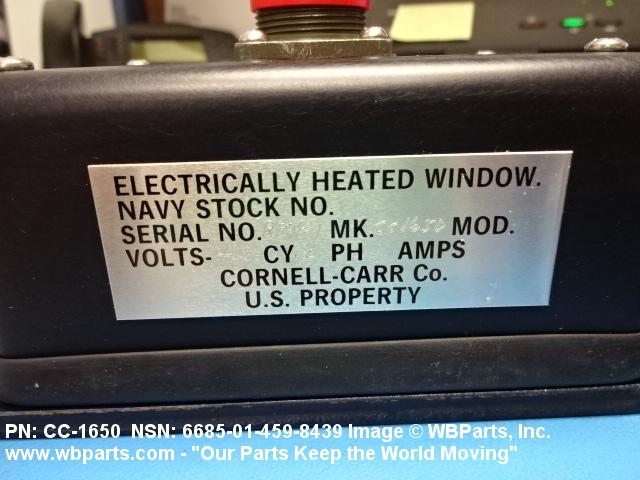 ELECTRICALLY HEATED WINDOW.
NAVY STOCK NO.
SERIAL NO. MK. CC1650 MOD.
VOLTS- CY PH AMPS
CORNELL-CARR Co.
U.S. PROPERTY
PN: CC-1650 NSN: 6685-01-459-8439 Image © WBParts, Inc.
www.wbparts.com - "Our Parts Keep the World Moving"